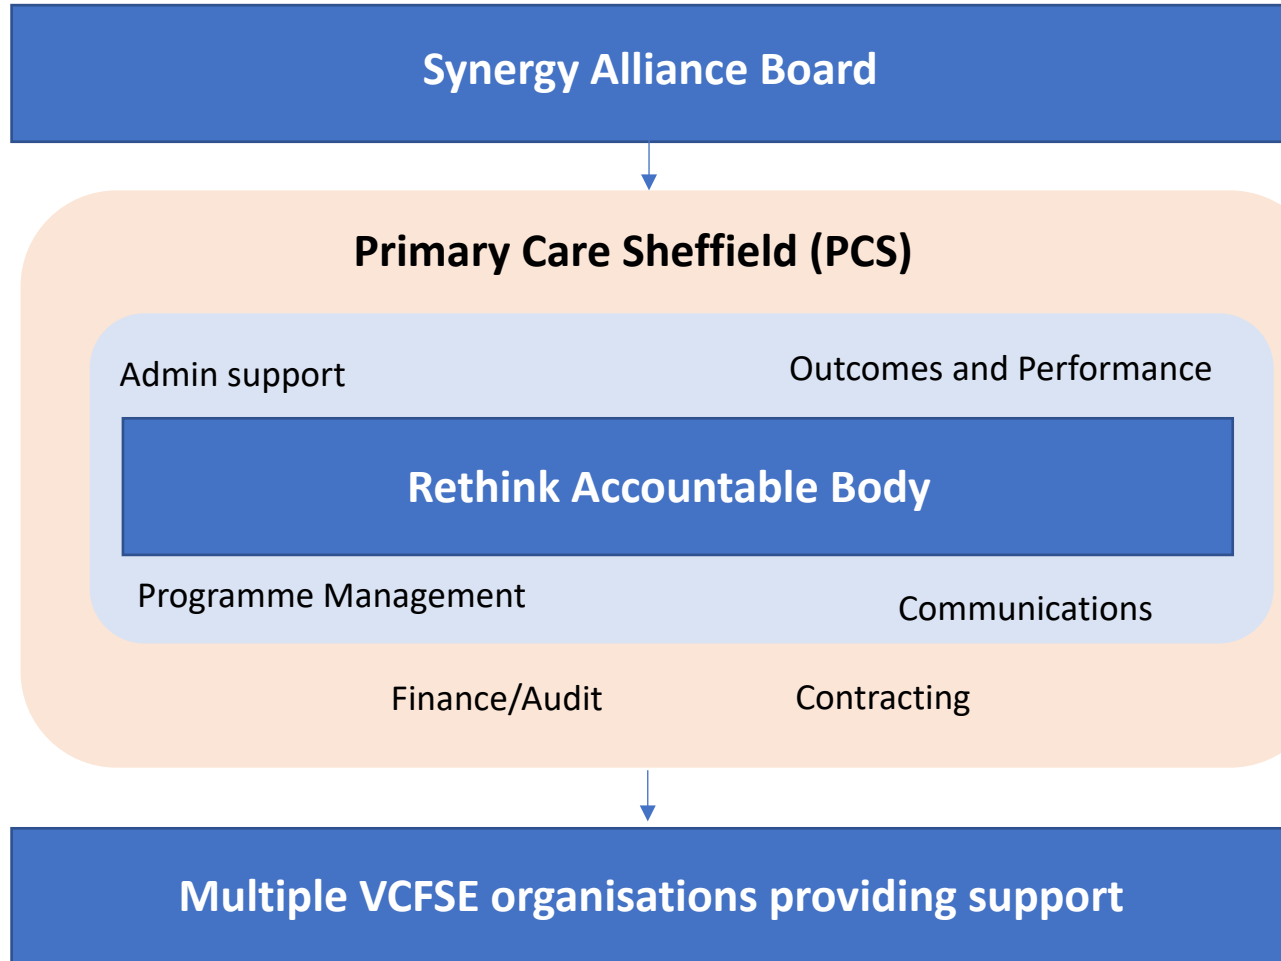 Synergy Alliance Board
Primary Care Sheffield (PCS)
Admin support
Outcomes and Performance
Rethink Accountable Body
Programme Management
Communications
Finance/Audit
Contracting
Multiple VCFSE organisations providing support